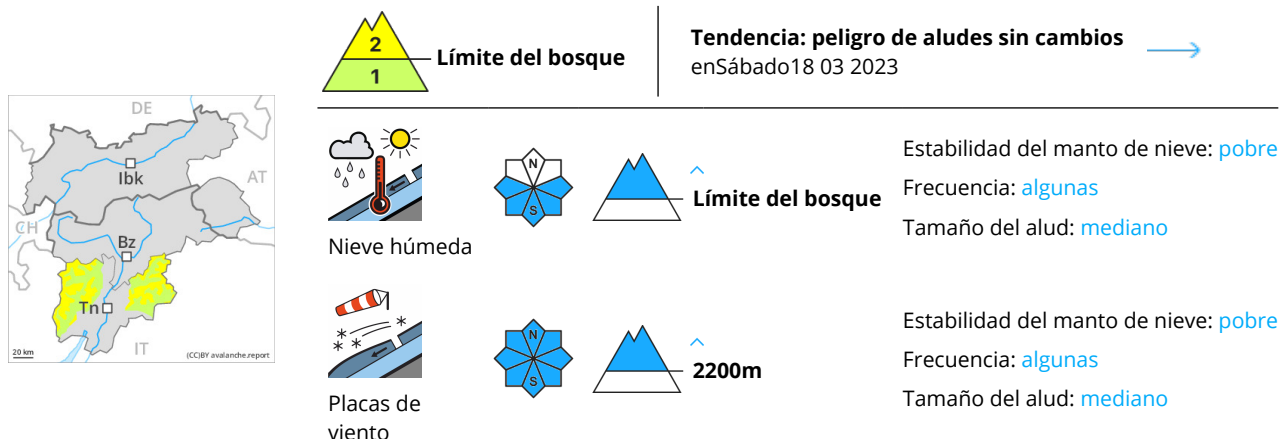 2
1
Límite del bosque
Tendencia: peligro de aludes sin cambios
enSábado18 03 2023
DE
Ibk
AT
CH
Bz
Tn
IT
20 km
(CC)BY avalanche.report
Nieve húmeda
N
S
Límite del bosque
Estabilidad del manto de nieve: pobre
Frecuencia: algunas
Tamaño del alud: mediano
Placas de
viento
N
S
2200m
Estabilidad del manto de nieve: pobre
Frecuencia: algunas
Tamaño del alud: mediano